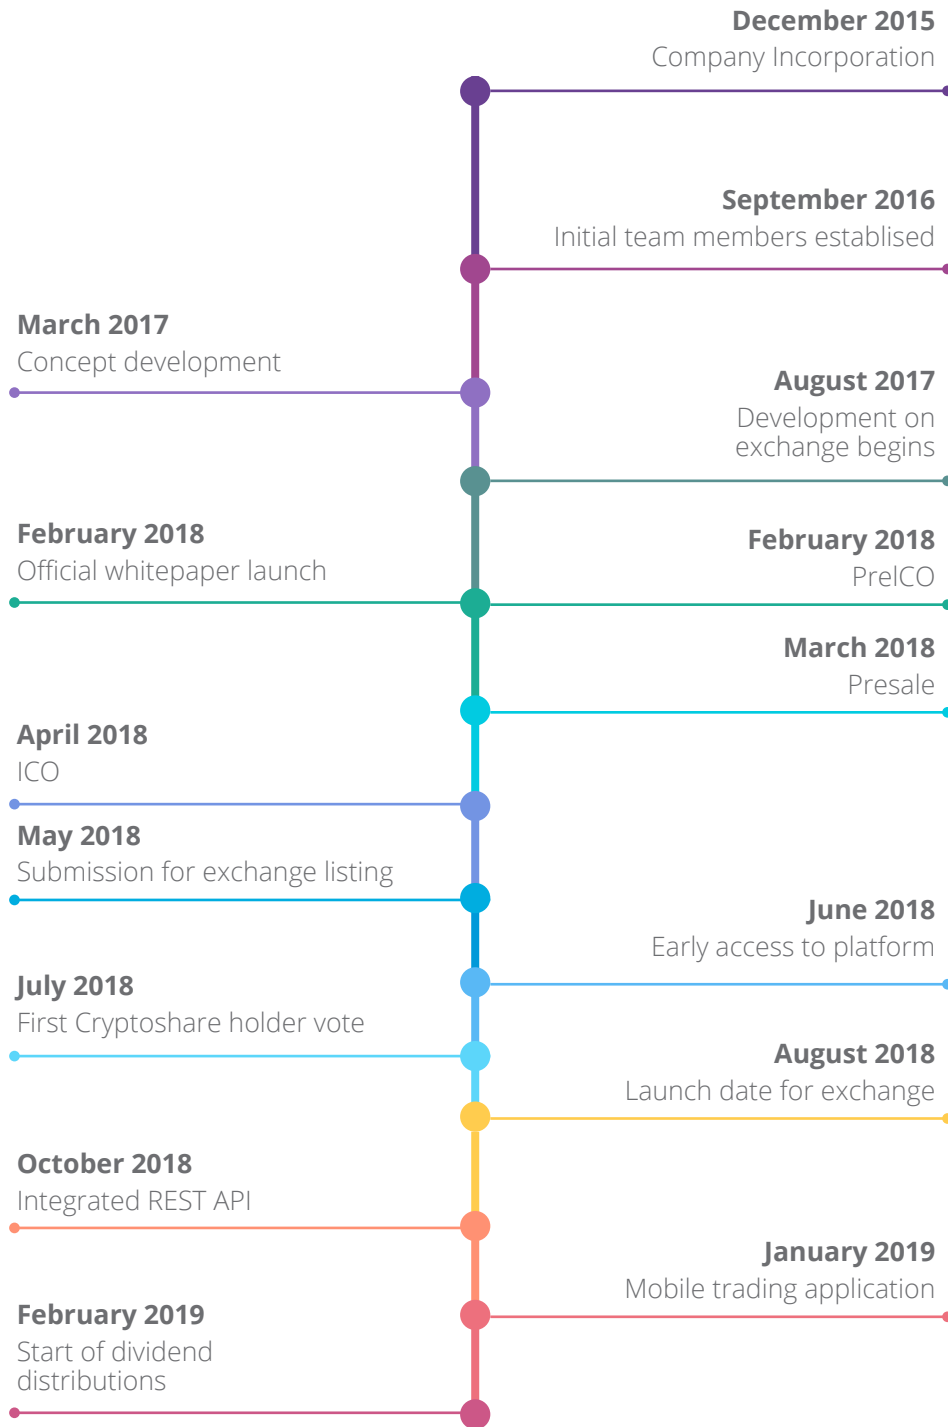 December 2015
Company Incorporation
September 2016
Initial team members establised
March 2017
Concept development
August 2017
Development on
exchange begins
February 2018
Official whitepaper launch
February 2018
PreICO
March 2018
Presale
April 2018
ICO
May 2018
Submission for exchange listing
June 2018
Early access to platform
July 2018
First Cryptoshare holder vote
August 2018
Launch date for exchange
October 2018
Integrated REST API
January 2019
Mobile trading application
February 2019
Start of dividend
distributions